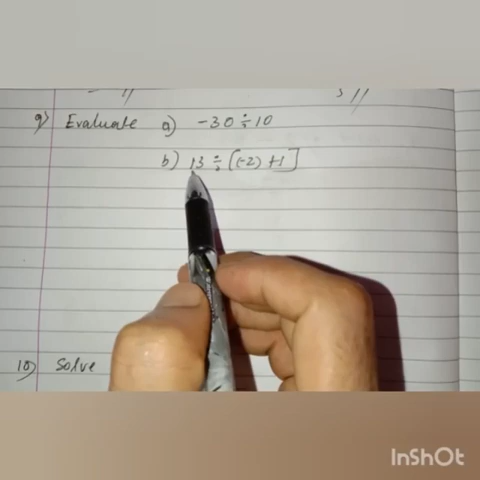 9) Evaluate a) -30 ÷ 10
b) 13 ÷ [(-2) +1]
10) Solve
InShOt